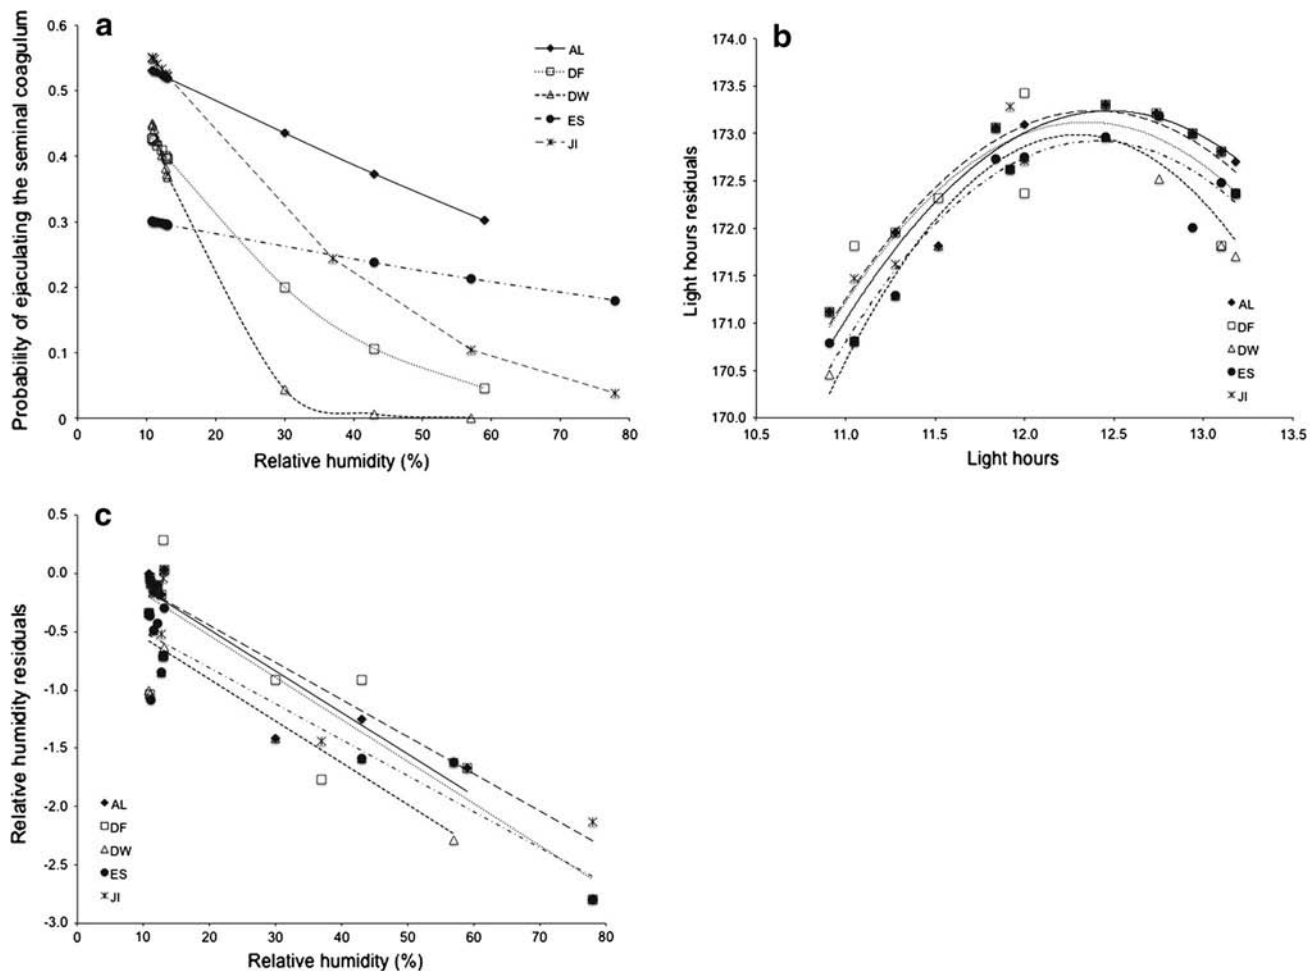 a
Probability of ejaculating the seminal coagulum
0.6
0.5
0.4
0.3
0.2
0.1
0
0 10 20 30 40 50 60 70 80
Relative humidity (%)
AL
DF
DW
ES
JI
b
Light hours residuals
174.0
173.5
173.0
172.5
172.0
171.5
171.0
170.5
170.0
10.5 11.0 11.5 12.0 12.5 13.0 13.5
Light hours
AL
DF
DW
ES
JI
c
Relative humidity residuals
0.5
0.0
-0.5
-1.0
-1.5
-2.0
-2.5
-3.0
0 10 20 30 40 50 60 70 80
Relative humidity (%)
AL
DF
DW
ES
JI